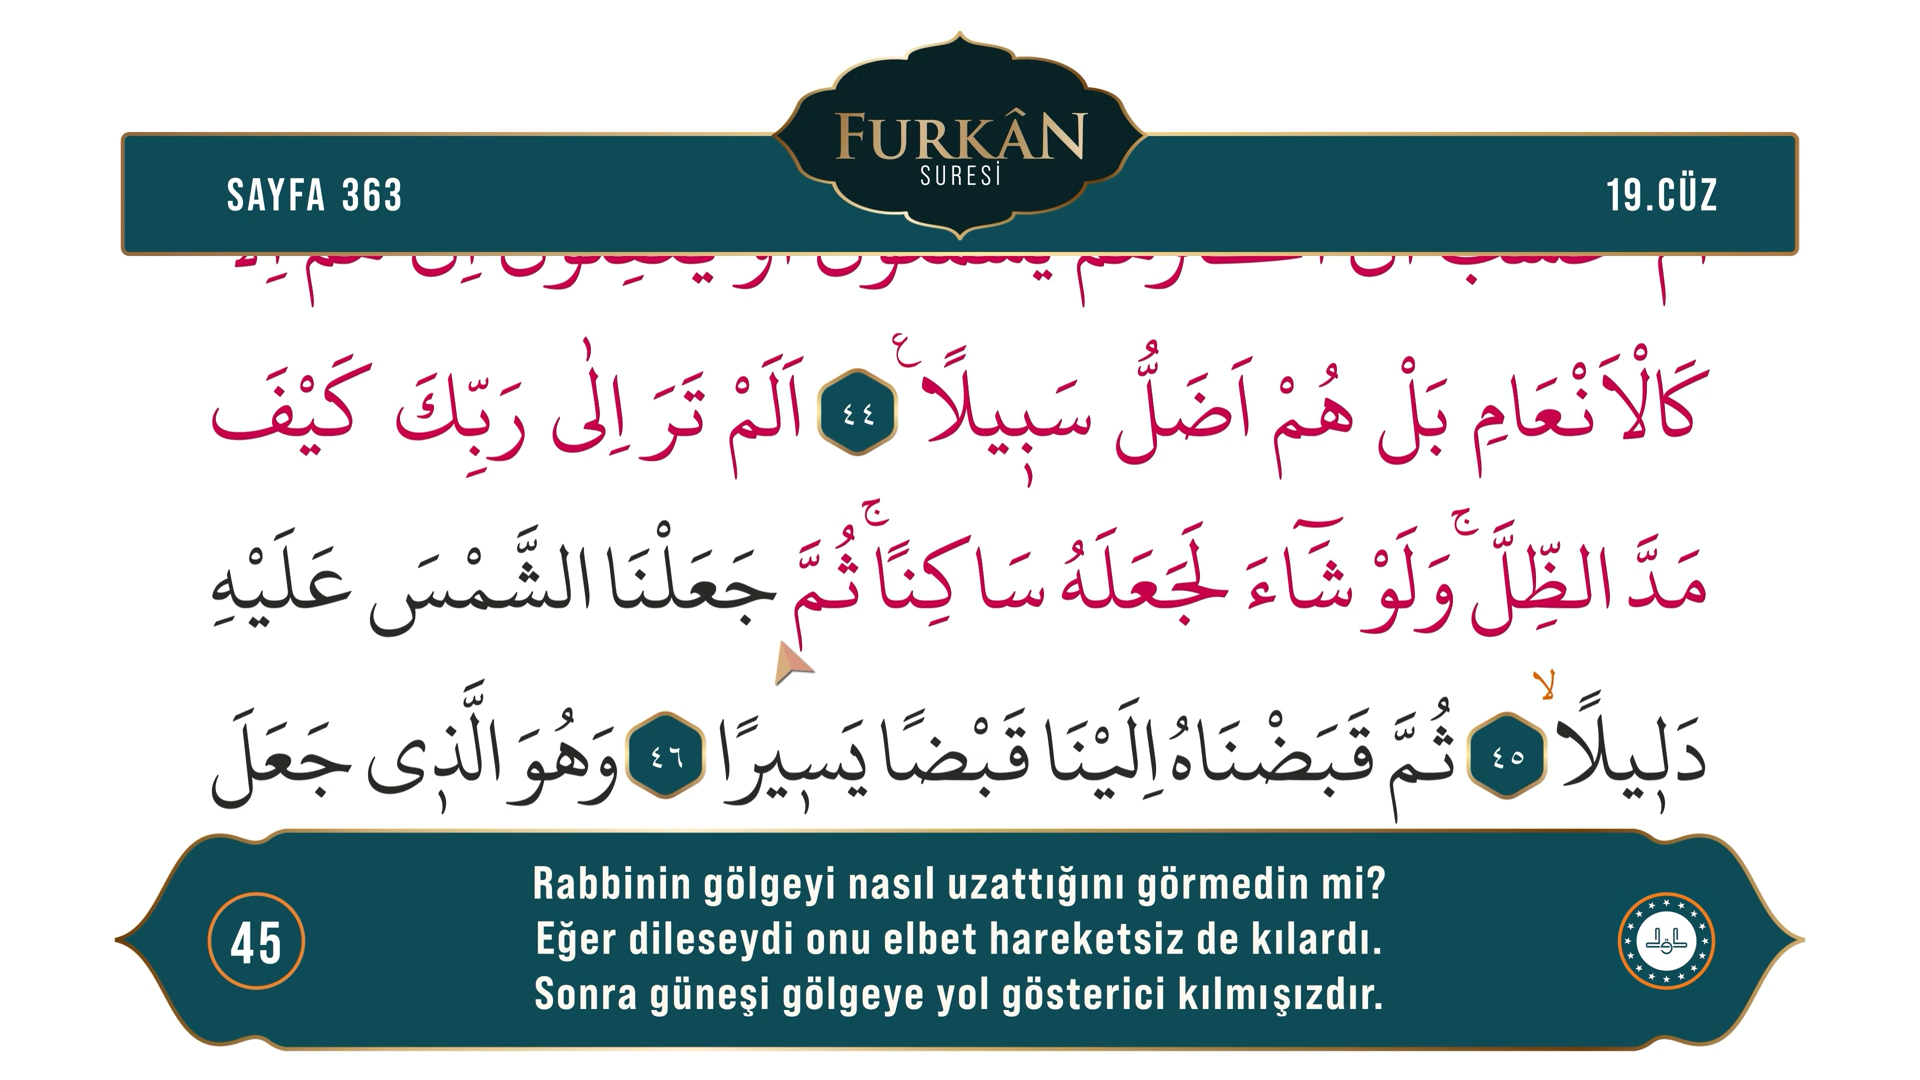 FURKÂN
SURESİ
SAYFA 363
19.CÜZ
كَالْاَنْعَامِ بَلْ هُمْ اَضَلُّ سَبٖيلًاࣖ ﴿٤٤﴾ اَلَمْ تَرَ اِلٰى رَبِّكَ كَيْفَ
مَدَّ الظِّلَّۚ وَلَوْ شَٓاءَ لَجَعَلَهُ سَاكِنًاۚ ثُمَّ جَعَلْنَا الشَّمْسَ عَلَيْهِ
دَلٖيلًاۙ ﴿٤٥﴾ ثُمَّ قَبَضْنَاهُ اِلَيْنَا قَبْضًا يَسٖيرًا ﴿٤٦﴾ وَهُوَ الَّذٖى جَعَلَ
45
Rabbinin gölgeyi nasıl uzattığını görmedin mi?
Eğer dileseydi onu elbet hareketsiz de kılardı.
Sonra güneşi gölgeye yol gösterici kılmışızdır.